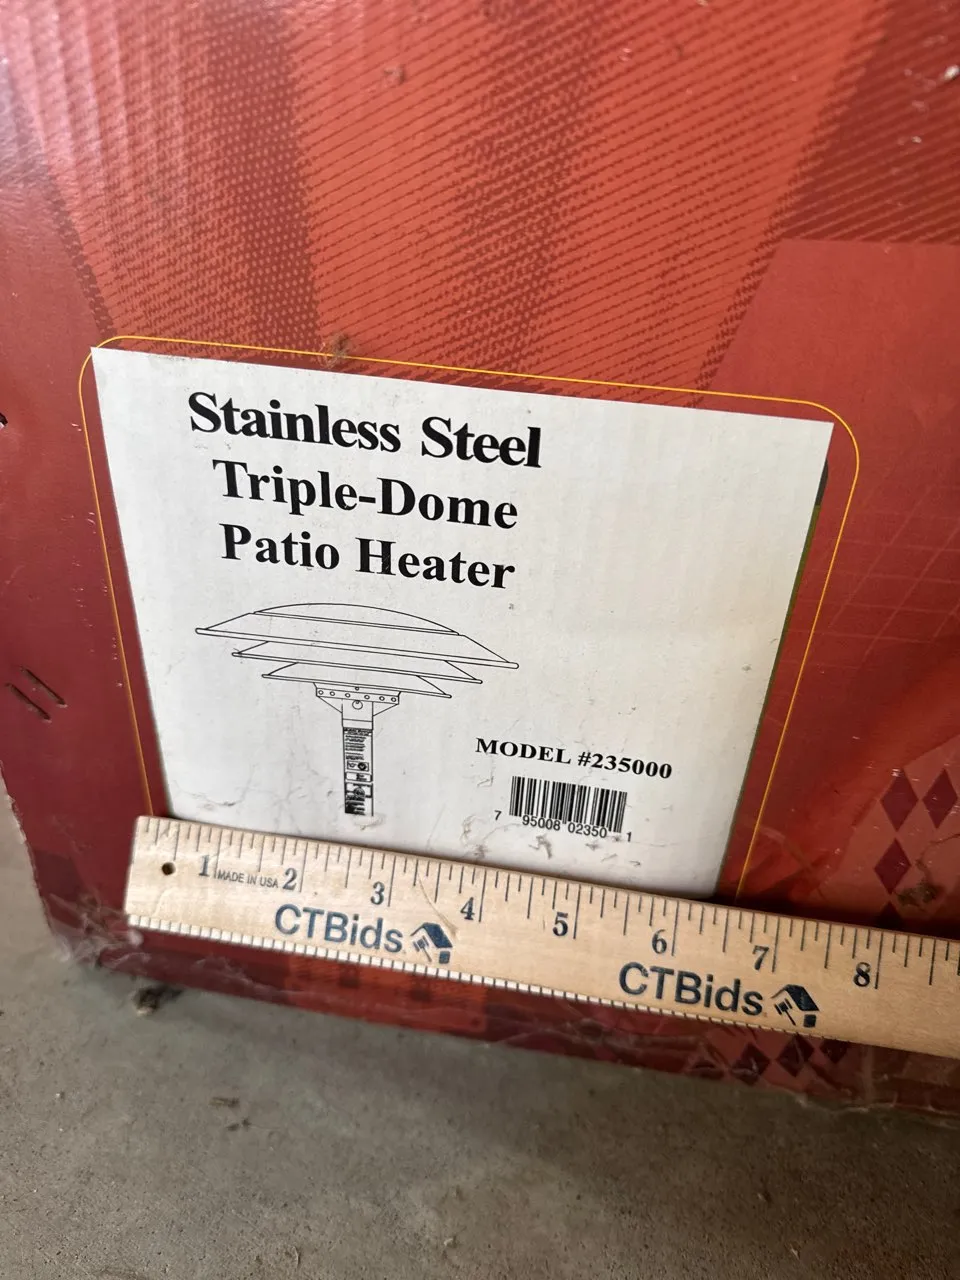 Stainless Steel
Triple-Dome
Patio Heater
MODEL #235000
7 95008 02350 1
1 MADE IN USA 2 3 4 5 6 7 8
CTBids CTBids